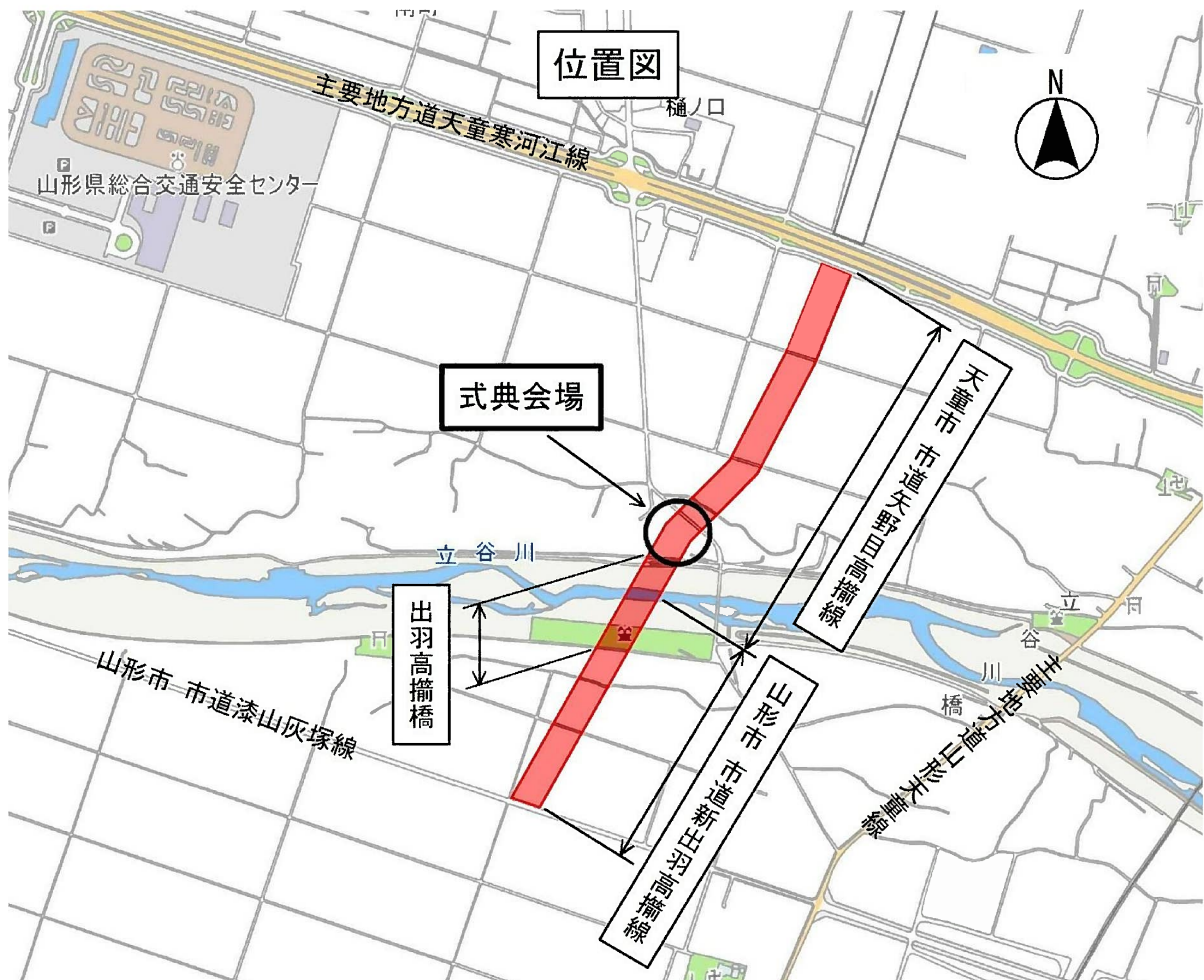 位置図
N
主要地方道天童寒河江線
樋ノ口
P
山形県総合交通安全センター
P
式典会場
天童市 市道矢野目高擶線
立谷川
出羽高擶橋
立谷川橋
山形市 市道漆山灰塚線
主要地方道山形天童線
山形市 市道新出羽高擶線